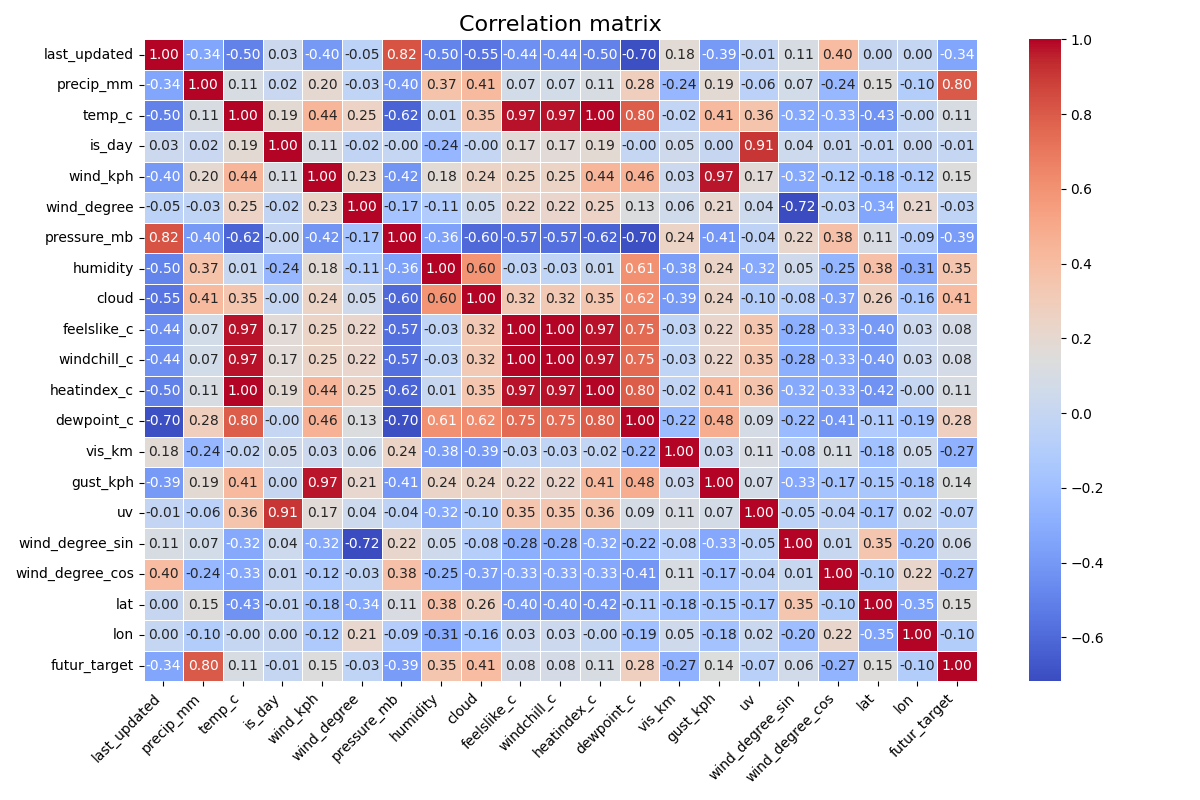 Correlation matrix
last_updated 1.00 -0.34 -0.50 0.03 -0.40 -0.05 0.82 -0.50 -0.55 -0.44 -0.44 -0.50 -0.70 0.18 -0.39 -0.01 0.11 0.40 0.00 0.00 -0.34
precip_mm -0.34 1.00 0.11 0.02 0.20 -0.03 -0.40 0.37 0.41 0.07 0.07 0.11 0.28 -0.24 0.19 -0.06 0.07 -0.24 0.15 -0.10 0.80
temp_c -0.50 0.11 1.00 0.19 0.44 0.25 -0.62 0.01 0.35 0.97 0.97 1.00 0.80 -0.02 0.41 0.36 -0.32 -0.33 -0.43 -0.00 0.11
is_day 0.03 0.02 0.19 1.00 0.11 -0.02 -0.00 -0.24 -0.00 0.17 0.17 0.19 -0.00 0.05 0.00 0.91 0.04 0.01 -0.01 0.00 -0.01
wind_kph -0.40 0.20 0.44 0.11 1.00 0.23 -0.42 0.18 0.24 0.25 0.25 0.44 0.46 0.03 0.97 0.17 -0.32 -0.12 -0.18 -0.12 0.15
wind_degree -0.05 -0.03 0.25 -0.02 0.23 1.00 -0.17 -0.11 0.05 0.22 0.22 0.25 0.13 0.06 0.21 0.04 -0.72 -0.03 -0.34 0.21 -0.03
pressure_mb 0.82 -0.40 -0.62 -0.00 -0.42 -0.17 1.00 -0.36 -0.60 -0.57 -0.57 -0.62 -0.70 0.24 -0.41 -0.04 0.22 0.38 0.11 -0.09 -0.39
humidity -0.50 0.37 0.01 -0.24 0.18 -0.11 -0.36 1.00 0.60 -0.03 -0.03 0.01 0.61 -0.38 0.24 -0.32 0.05 -0.25 0.38 -0.31 0.35
cloud -0.55 0.41 0.35 -0.00 0.24 0.05 -0.60 0.60 1.00 0.32 0.32 0.35 0.62 -0.39 0.24 -0.10 -0.08 -0.37 0.26 -0.16 0.41
feelslike_c -0.44 0.07 0.97 0.17 0.25 0.22 -0.57 -0.03 0.32 1.00 1.00 0.97 0.75 -0.03 0.22 0.35 -0.28 -0.33 -0.40 0.03 0.08
windchill_c -0.44 0.07 0.97 0.17 0.25 0.22 -0.57 -0.03 0.32 1.00 1.00 0.97 0.75 -0.03 0.22 0.35 -0.28 -0.33 -0.40 0.03 0.08
heatindex_c -0.50 0.11 1.00 0.19 0.44 0.25 -0.62 0.01 0.35 0.97 0.97 1.00 0.80 -0.02 0.41 0.36 -0.32 -0.33 -0.42 -0.00 0.11
dewpoint_c -0.70 0.28 0.80 -0.00 0.46 0.13 -0.70 0.61 0.62 0.75 0.75 0.80 1.00 -0.22 0.48 0.09 -0.22 -0.41 -0.11 -0.19 0.28
vis_km 0.18 -0.24 -0.02 0.05 0.03 0.06 0.24 -0.38 -0.39 -0.03 -0.03 -0.02 -0.22 1.00 0.03 0.11 -0.08 0.11 -0.18 0.05 -0.27
gust_kph -0.39 0.19 0.41 0.00 0.97 0.21 -0.41 0.24 0.24 0.22 0.22 0.41 0.48 0.03 1.00 0.07 -0.33 -0.17 -0.15 -0.18 0.14
uv -0.01 -0.06 0.36 0.91 0.17 0.04 -0.04 -0.32 -0.10 0.35 0.35 0.36 0.09 0.11 0.07 1.00 -0.05 -0.04 -0.17 0.02 -0.07
wind_degree_sin 0.11 0.07 -0.32 0.04 -0.32 -0.72 0.22 0.05 -0.08 -0.28 -0.28 -0.32 -0.22 -0.08 -0.33 -0.05 1.00 0.01 0.35 -0.20 0.06
wind_degree_cos 0.40 -0.24 -0.33 0.01 -0.12 -0.03 0.38 -0.25 -0.37 -0.33 -0.33 -0.33 -0.41 0.11 -0.17 -0.04 0.01 1.00 -0.10 0.22 -0.27
lat 0.00 0.15 -0.43 -0.01 -0.18 -0.34 0.11 0.38 0.26 -0.40 -0.40 -0.42 -0.11 -0.18 -0.15 -0.17 0.35 -0.10 1.00 -0.35 0.15
lon 0.00 -0.10 -0.00 0.00 -0.12 0.21 -0.09 -0.31 -0.16 0.03 0.03 -0.00 -0.19 0.05 -0.18 0.02 -0.20 0.22 -0.35 1.00 -0.10
futur_target -0.34 0.80 0.11 -0.01 0.15 -0.03 -0.39 0.35 0.41 0.08 0.08 0.11 0.28 -0.27 0.14 -0.07 0.06 -0.27 0.15 -0.10 1.00
last_updated precip_mm temp_c is_day wind_kph wind_degree pressure_mb humidity cloud feelslike_c windchill_c heatindex_c dewpoint_c vis_km gust_kph uv wind_degree_sin wind_degree_cos lat lon futur_target
1.0
0.8
0.6
0.4
0.2
0.0
−0.2
−0.4
−0.6